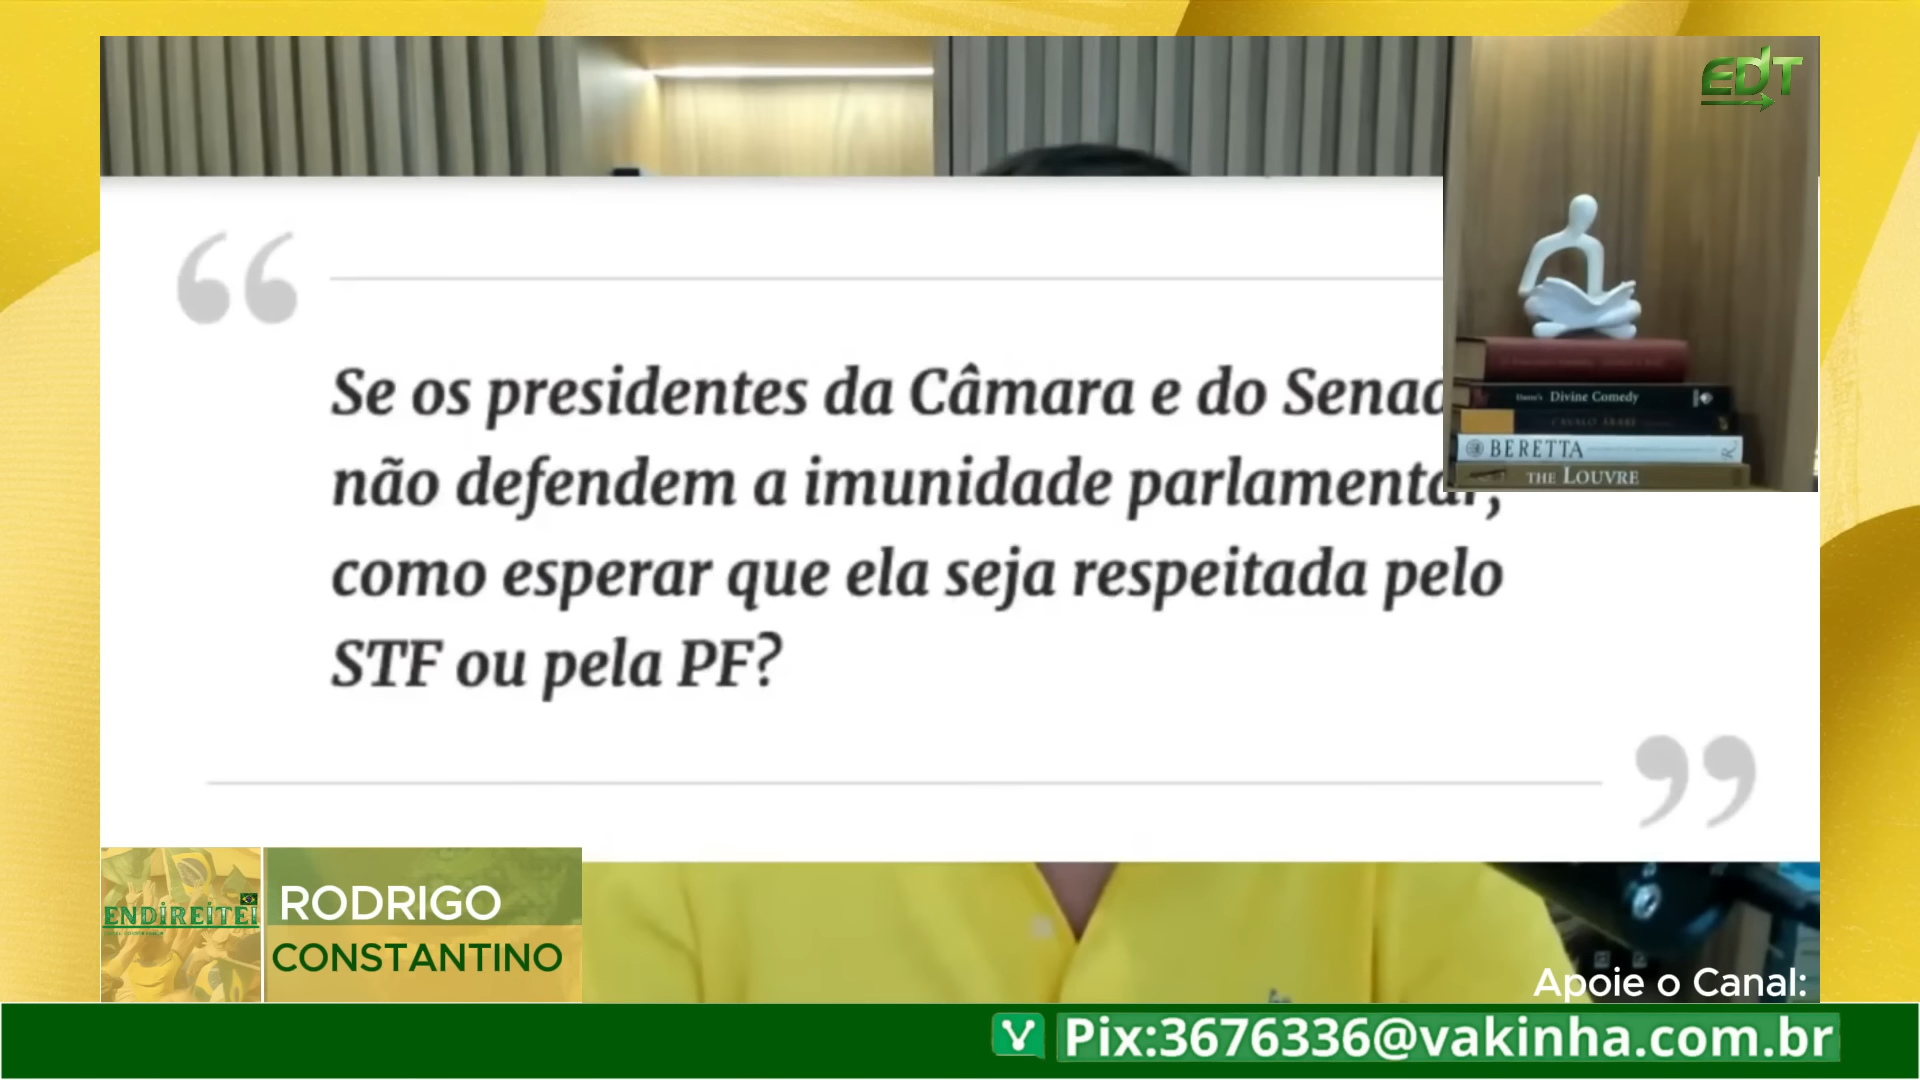 EDT
“
Se os presidentes da Câmara e do Senad
não defendem a imunidade parlamentar,
como esperar que ela seja respeitada pelo
STF ou pela PF?
”
Divine Comedy
BERETTA
THE LOUVRE
ENDIREITEI
RODRIGO
CONSTANTINO
Apoie o Canal:
Pix:3676336@vakinha.com.br